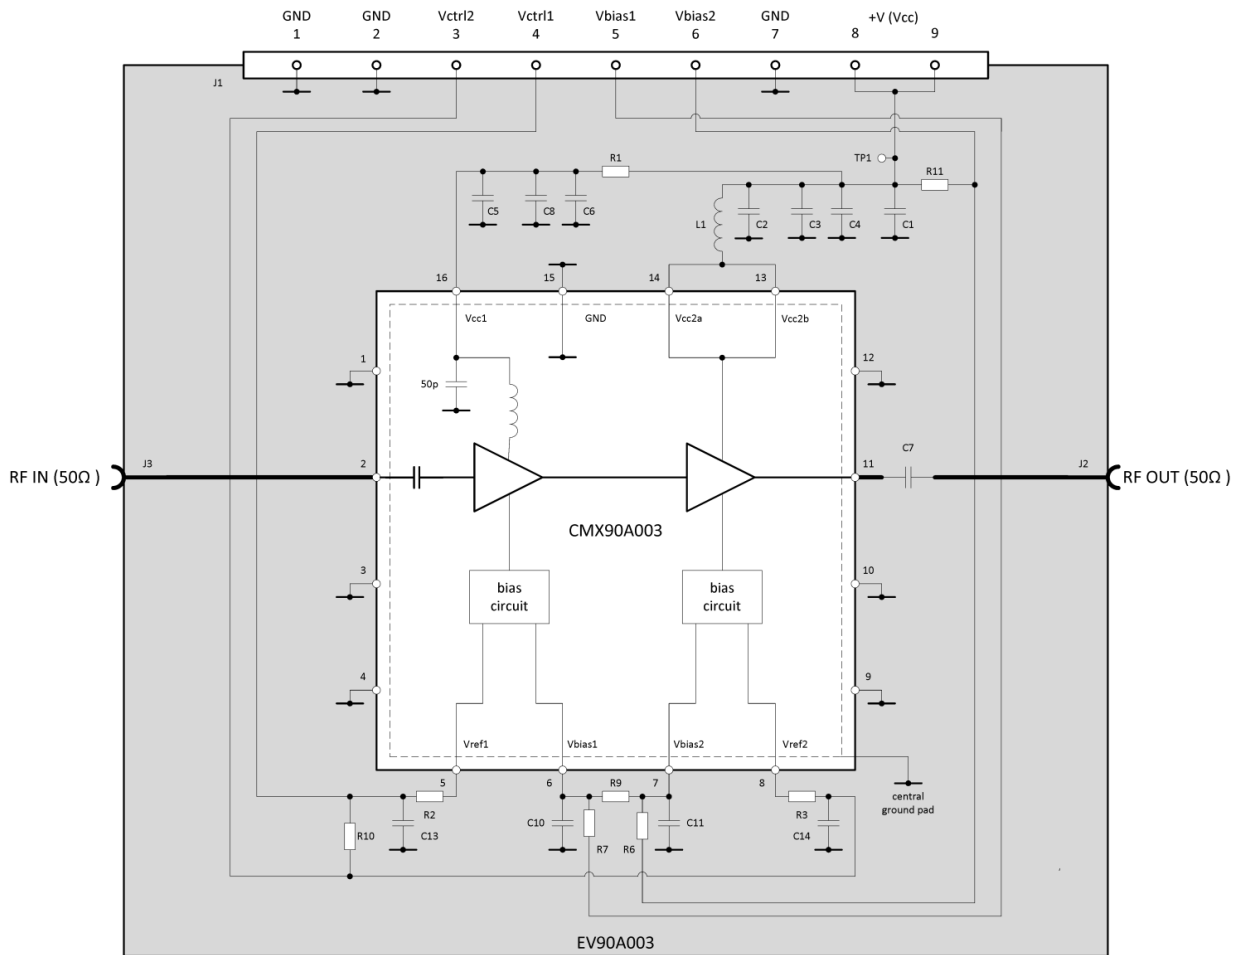 GND GND Vctrl2 Vctrl1 Vbias1 Vbias2 GND +V (Vcc)
1 2 3 4 5 6 7 8 9
J1
TP1
R1
R11
C5 C8 C6 L1 C2 C3 C4 C1
16 15 14 13
Vcc1 GND Vcc2a Vcc2b
1 12
50p
C7
RF IN (50Ω ) J3 2 11 J2 RF OUT (50Ω )
CMX90A003
3 10
bias
circuit
bias
circuit
4 9
Vref1 Vbias1 Vbias2 Vref2
5 6 R9 7 8
central
ground pad
R2 R3
R10 C13 C10 R7 R6 C11 C14
EV90A003